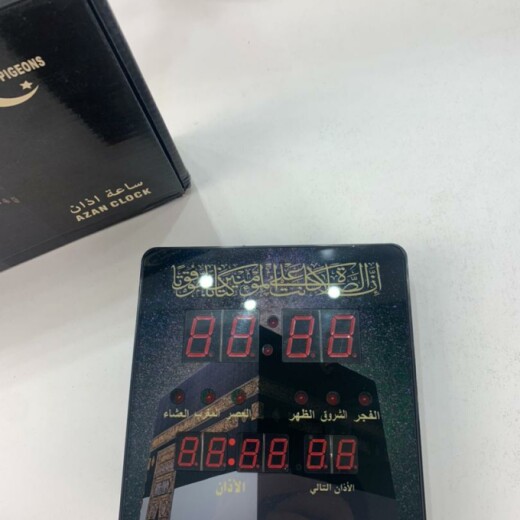 PIGEONS
ساعة اذان
AZAN CLOCK
إن الصلاة كانت على المؤمنين كتابا موقوتا
الفجر الشروق الظهر العصر المغرب العشاء
الأذان التالي الأذان